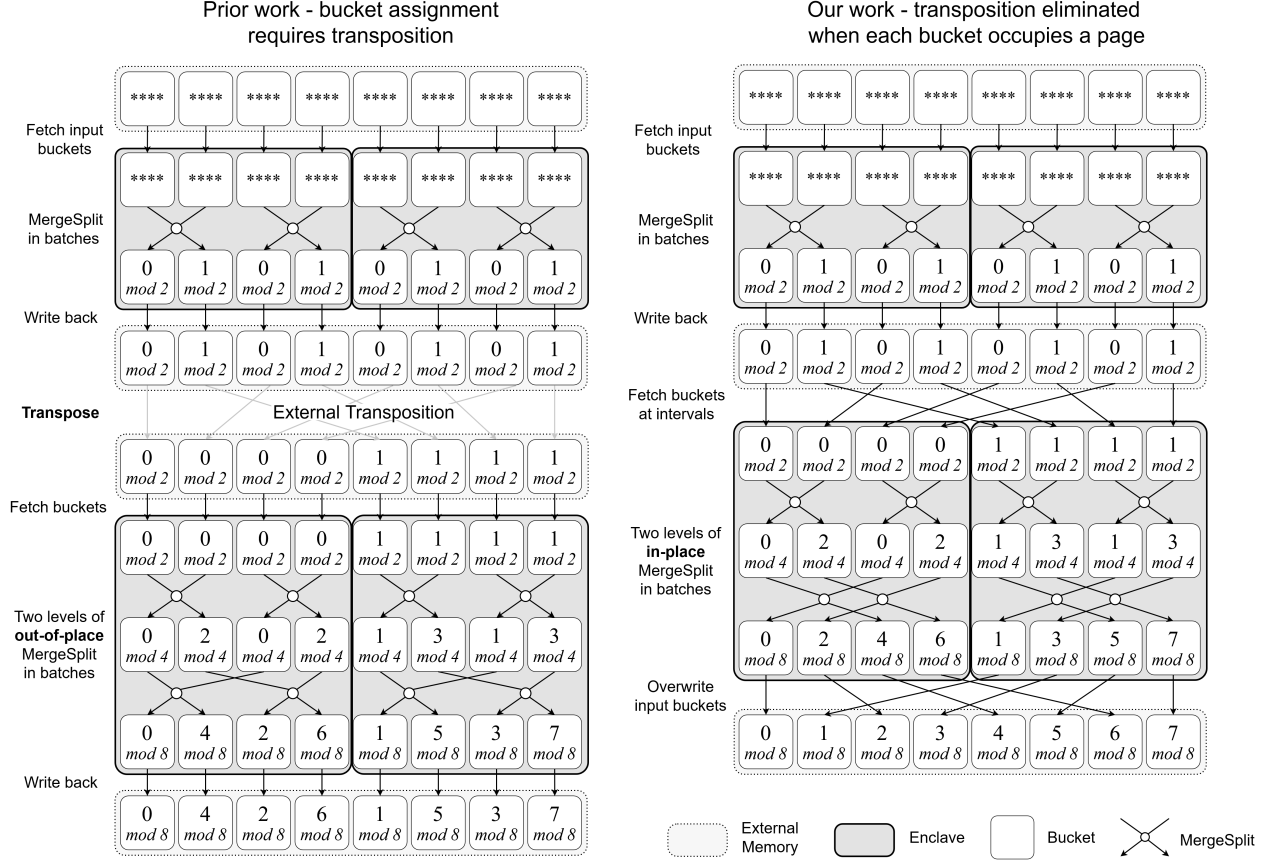 Prior work - bucket assignment
requires transposition
**** **** **** **** **** **** **** ****
Fetch input
buckets
**** **** **** **** **** **** **** ****
MergeSplit
in batches
0 1 0 1 0 1 0 1
mod 2 mod 2 mod 2 mod 2 mod 2 mod 2 mod 2 mod 2
Write back
0 1 0 1 0 1 0 1
mod 2 mod 2 mod 2 mod 2 mod 2 mod 2 mod 2 mod 2
Transpose
External Transposition
0 0 0 0 1 1 1 1
mod 2 mod 2 mod 2 mod 2 mod 2 mod 2 mod 2 mod 2
Fetch buckets
0 0 0 0 1 1 1 1
mod 2 mod 2 mod 2 mod 2 mod 2 mod 2 mod 2 mod 2
Two levels of
out-of-place
MergeSplit
in batches
0 2 0 2 1 3 1 3
mod 4 mod 4 mod 4 mod 4 mod 4 mod 4 mod 4 mod 4
0 4 2 6 1 5 3 7
mod 8 mod 8 mod 8 mod 8 mod 8 mod 8 mod 8 mod 8
Write back
0 4 2 6 1 5 3 7
mod 8 mod 8 mod 8 mod 8 mod 8 mod 8 mod 8 mod 8
Our work - transposition eliminated
when each bucket occupies a page
**** **** **** **** **** **** **** ****
Fetch input
buckets
**** **** **** **** **** **** **** ****
MergeSplit
in batches
0 1 0 1 0 1 0 1
mod 2 mod 2 mod 2 mod 2 mod 2 mod 2 mod 2 mod 2
Write back
0 1 0 1 0 1 0 1
mod 2 mod 2 mod 2 mod 2 mod 2 mod 2 mod 2 mod 2
Fetch buckets
at intervals
0 0 0 0 1 1 1 1
mod 2 mod 2 mod 2 mod 2 mod 2 mod 2 mod 2 mod 2
Two levels of
in-place
MergeSplit
in batches
0 2 0 2 1 3 1 3
mod 4 mod 4 mod 4 mod 4 mod 4 mod 4 mod 4 mod 4
0 2 4 6 1 3 5 7
mod 8 mod 8 mod 8 mod 8 mod 8 mod 8 mod 8 mod 8
Overwrite
input buckets
0 1 2 3 4 5 6 7
mod 8 mod 8 mod 8 mod 8 mod 8 mod 8 mod 8 mod 8
External
Memory
Enclave
Bucket
MergeSplit